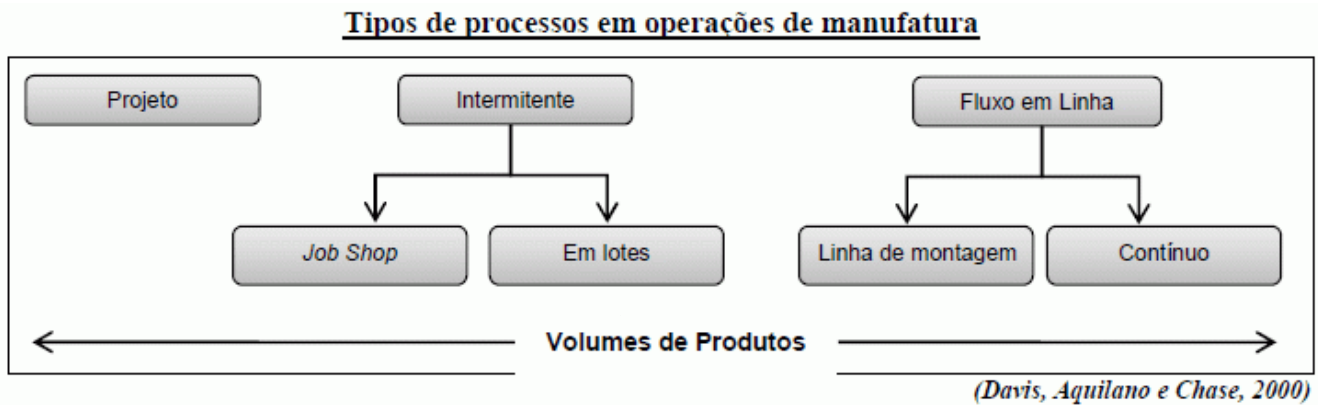 Tipos de processos em operações de manufatura
Projeto
Intermitente
Fluxo em Linha
Job Shop
Em lotes
Linha de montagem
Contínuo
Volumes de Produtos
(Davis, Aquilano e Chase, 2000)